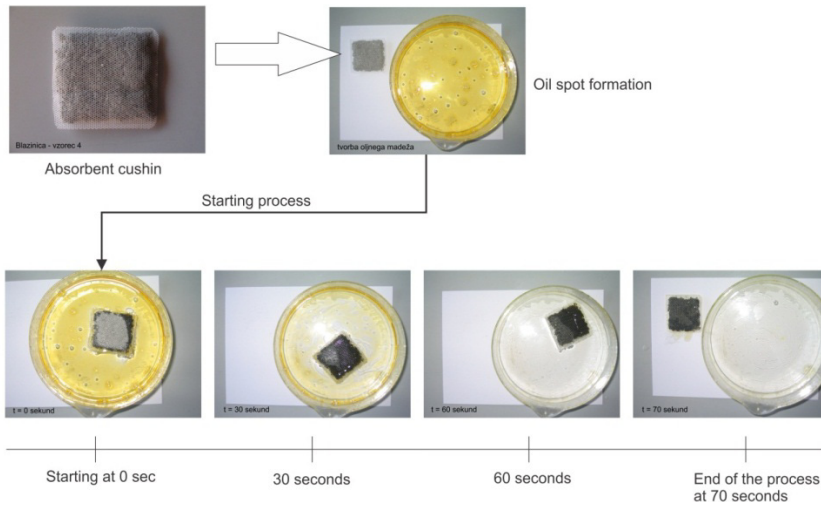 Blazinica - vzorec 4
Absorbent cushin
tvorba oljnega madeža
Oil spot formation
Starting process
t = 0 sekund
t = 30 sekund
t = 60 sekund
t = 70 sekund
Starting at 0 sec
30 seconds
60 seconds
End of the process
at 70 seconds